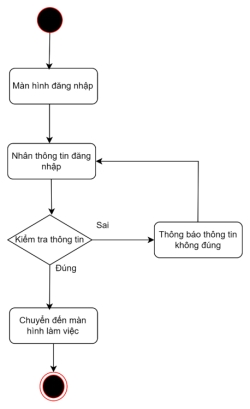 Màn hình đăng nhập
Nhân thông tin đăng
nhập
Sai
Kiểm tra thông tin
Thông báo thông tin
không đúng
Đúng
Chuyển đến màn
hình làm việc